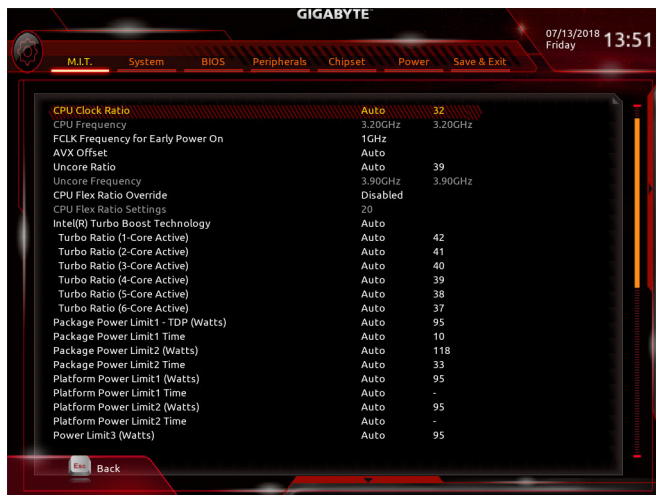 GIGABYTE™
07/13/2018 Friday 13:51
M.I.T. System BIOS Peripherals Chipset Power Save & Exit
CPU Clock Ratio Auto 32
CPU Frequency 3.20GHz 3.20GHz
FCLK Frequency for Early Power On 1GHz
AVX Offset Auto
Uncore Ratio Auto 39
Uncore Frequency 3.90GHz 3.90GHz
CPU Flex Ratio Override Disabled
CPU Flex Ratio Settings 20
Intel(R) Turbo Boost Technology Auto
Turbo Ratio (1-Core Active) Auto 42
Turbo Ratio (2-Core Active) Auto 41
Turbo Ratio (3-Core Active) Auto 40
Turbo Ratio (4-Core Active) Auto 39
Turbo Ratio (5-Core Active) Auto 38
Turbo Ratio (6-Core Active) Auto 37
Package Power Limit1 - TDP (Watts) Auto 95
Package Power Limit1 Time Auto 10
Package Power Limit2 (Watts) Auto 118
Package Power Limit2 Time Auto 33
Platform Power Limit1 (Watts) Auto 95
Platform Power Limit1 Time Auto -
Platform Power Limit2 (Watts) Auto 95
Platform Power Limit2 Time Auto -
Power Limit3 (Watts) Auto 95
Esc Back